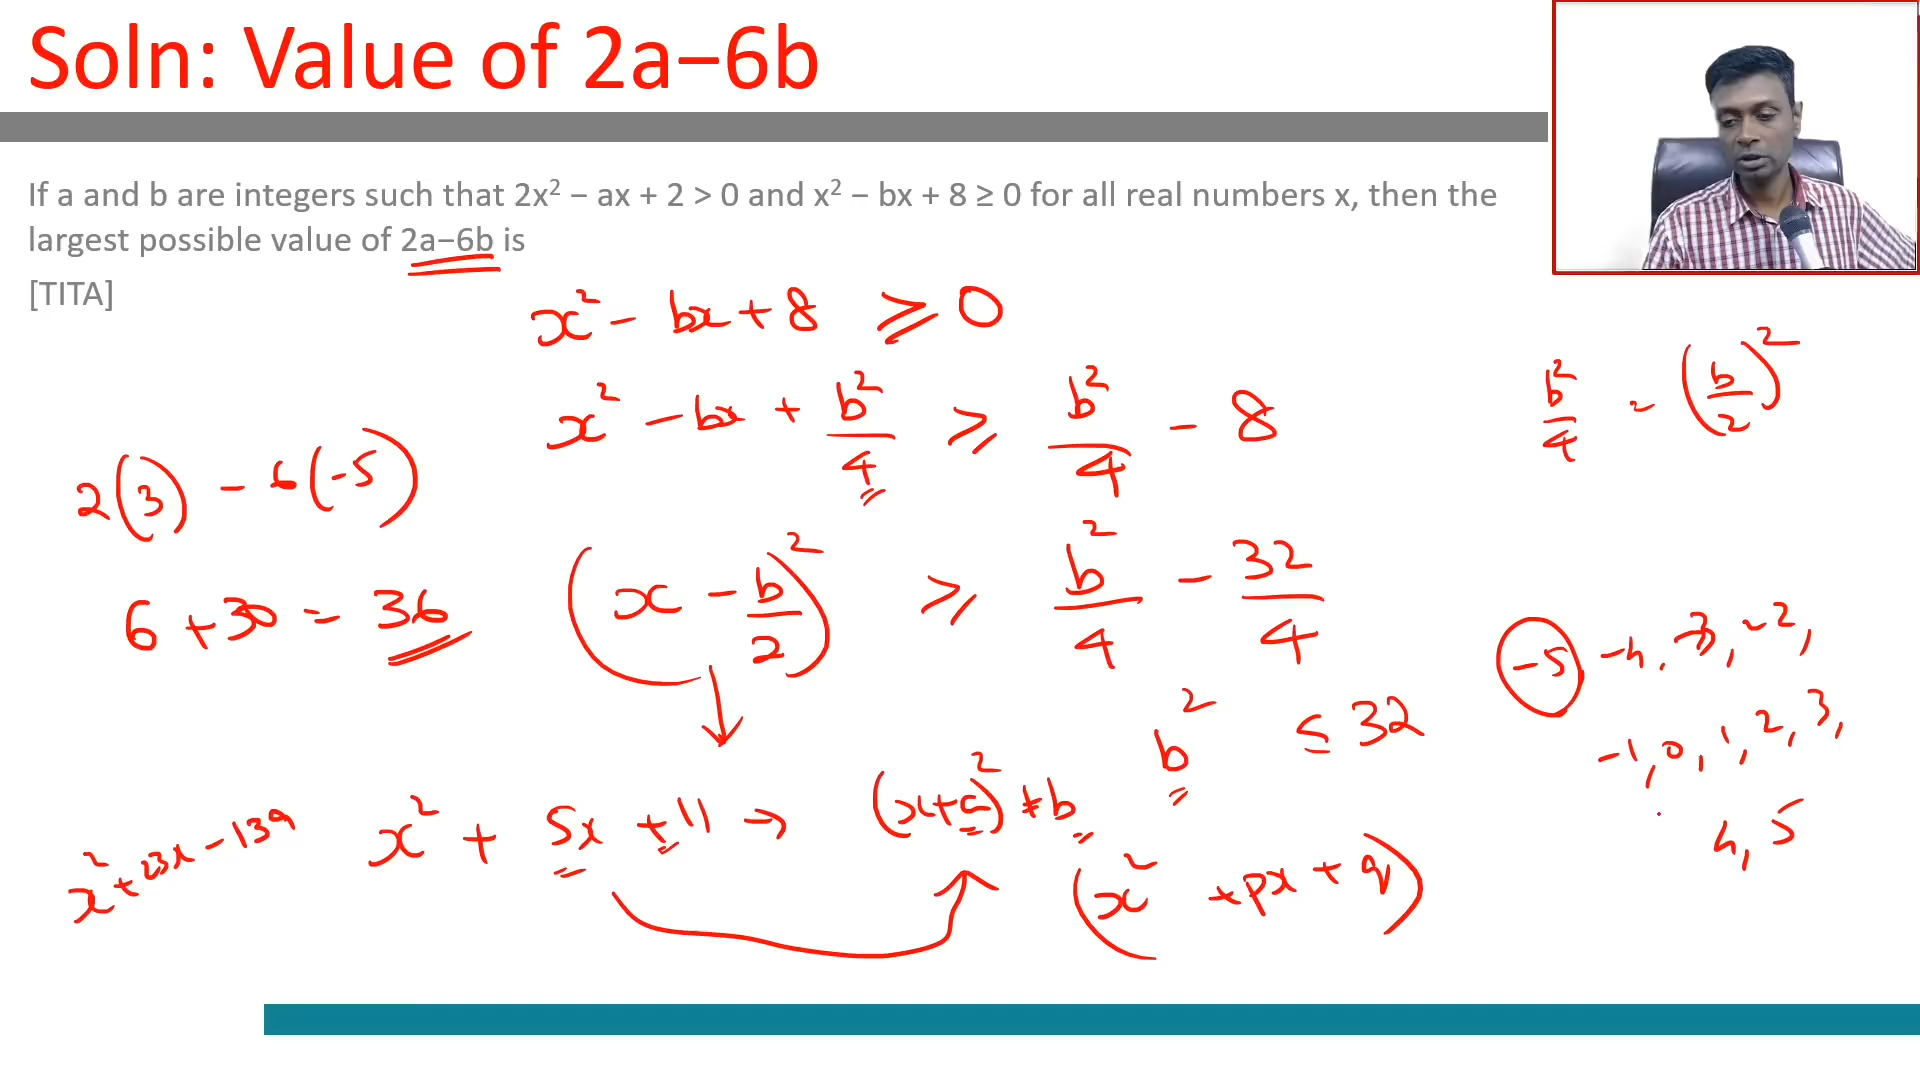 Soln: Value of 2a−6b
If a and b are integers such that 2x² − ax + 2 > 0 and x² − bx + 8 ≥ 0 for all real numbers x, then the
largest possible value of 2a−6b is
[TITA]
x² − bx + 8 ≥ 0
x² − bx + b²/4 ≥ b²/4 − 8
b²/4 = (b/2)²
2(3) − 6(−5)
6 + 30 = 36
(x − b/2)² ≥ b²/4 − 32/4
b² ≤ 32
−5 −4, −3, −2,
−1, 0, 1, 2, 3,
4, 5
x² + 23x − 139
x² + 5x + 11 → (x+a)² + b
(x² + px + q)